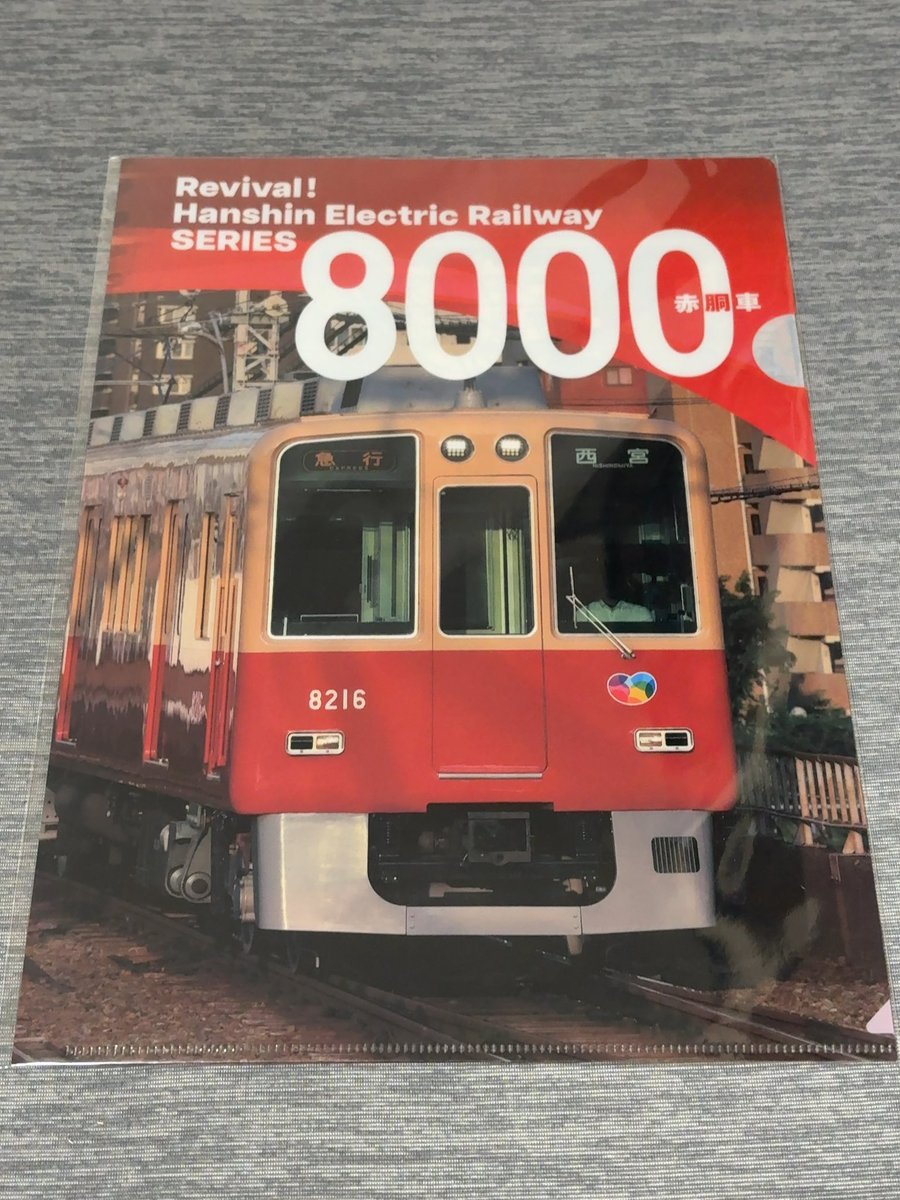 Revival!
Hanshin Electric Railway
SERIES
8000
赤胴車
急行
EXPRESS
西宮
NISHINOMIYA
8216